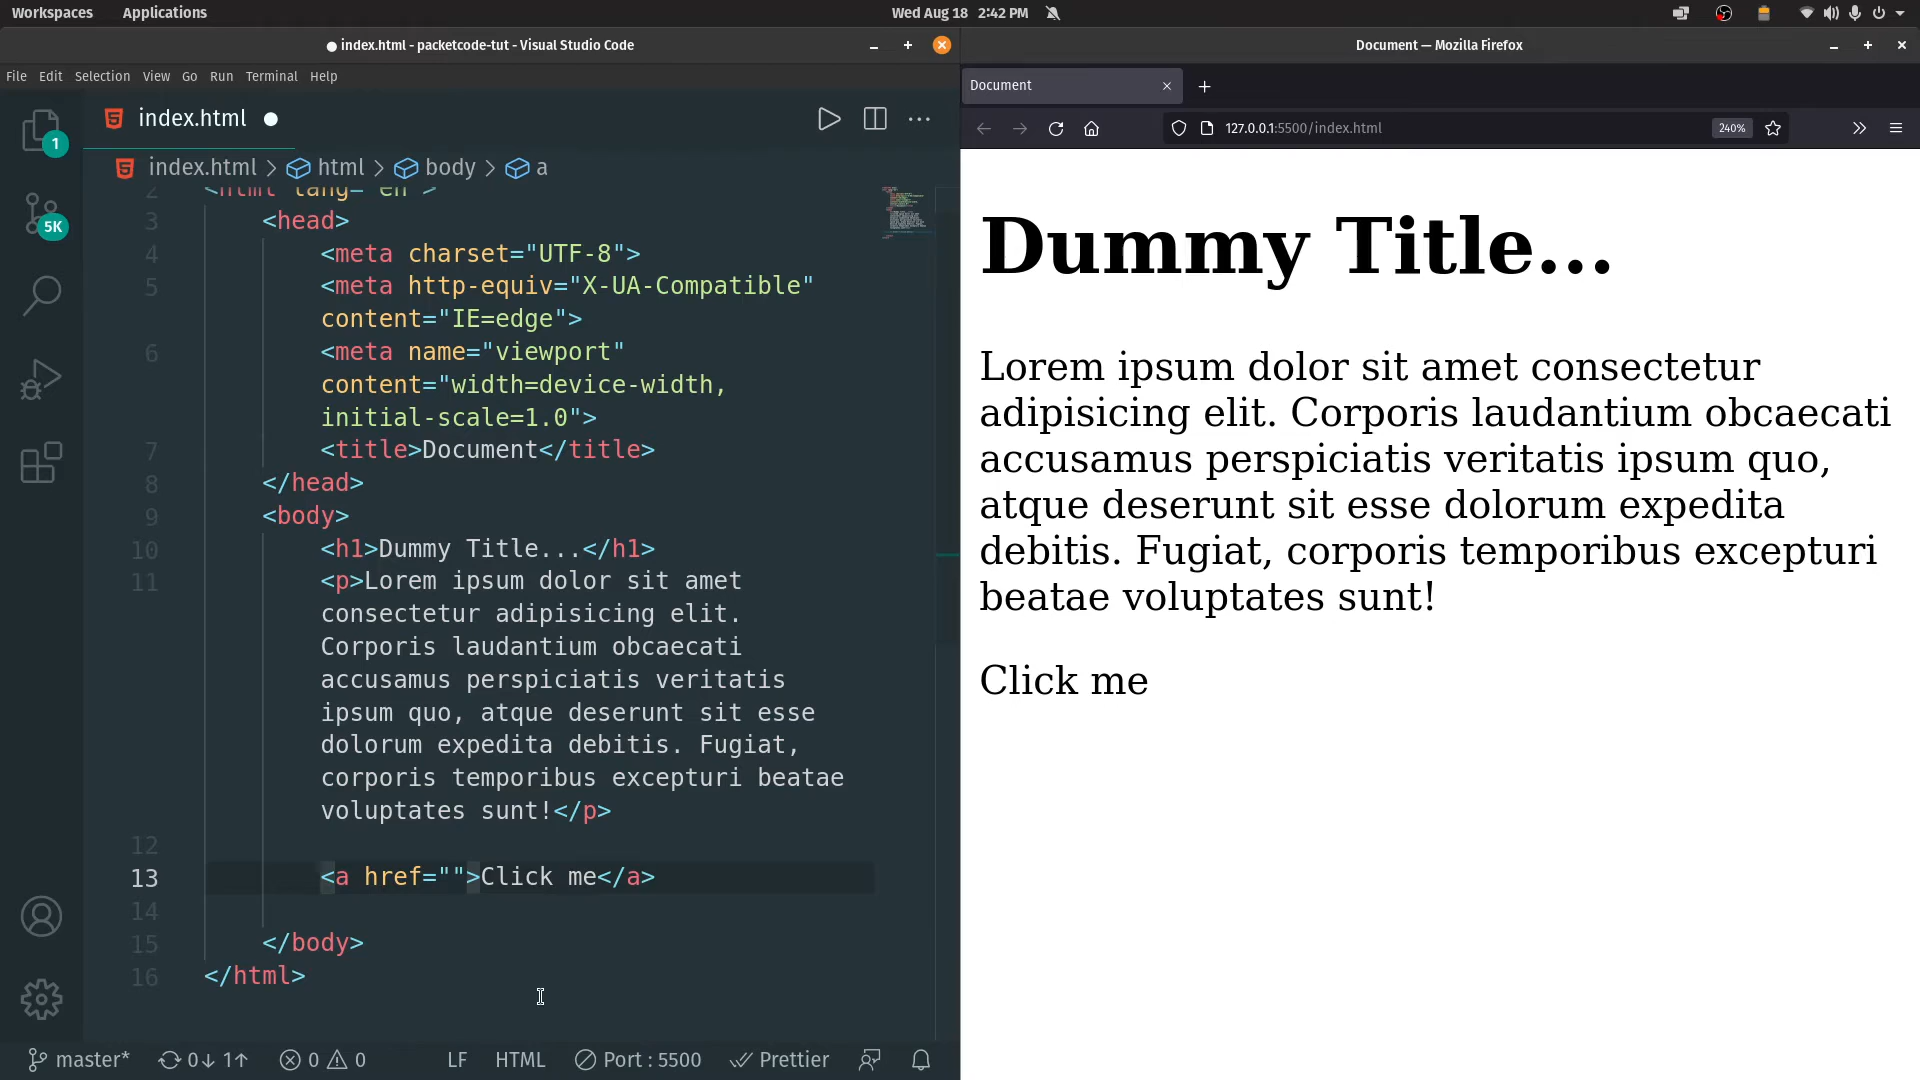 Workspaces Applications Wed Aug 18 2:42 PM
● index.html - packetcode-tut - Visual Studio Code
File Edit Selection View Go Run Terminal Help
index.html
index.html > html > body > a
1
5K
2 <html lang="en">
3 <head>
4 <meta charset="UTF-8">
5 <meta http-equiv="X-UA-Compatible"
content="IE=edge">
6 <meta name="viewport"
content="width=device-width,
initial-scale=1.0">
7 <title>Document</title>
8 </head>
9 <body>
10 <h1>Dummy Title...</h1>
11 <p>Lorem ipsum dolor sit amet
consectetur adipisicing elit.
Corporis laudantium obcaecati
accusamus perspiciatis veritatis
ipsum quo, atque deserunt sit esse
dolorum expedita debitis. Fugiat,
corporis temporibus excepturi beatae
voluptates sunt!</p>
12
13 <a href="">Click me</a>
14
15 </body>
16 </html>
master* 0↓ 1↑ 0 0 LF HTML Port : 5500 Prettier
Document — Mozilla Firefox
Document
127.0.0.1:5500/index.html 240%
Dummy Title...
Lorem ipsum dolor sit amet consectetur
adipisicing elit. Corporis laudantium obcaecati
accusamus perspiciatis veritatis ipsum quo,
atque deserunt sit esse dolorum expedita
debitis. Fugiat, corporis temporibus excepturi
beatae voluptates sunt!
Click me